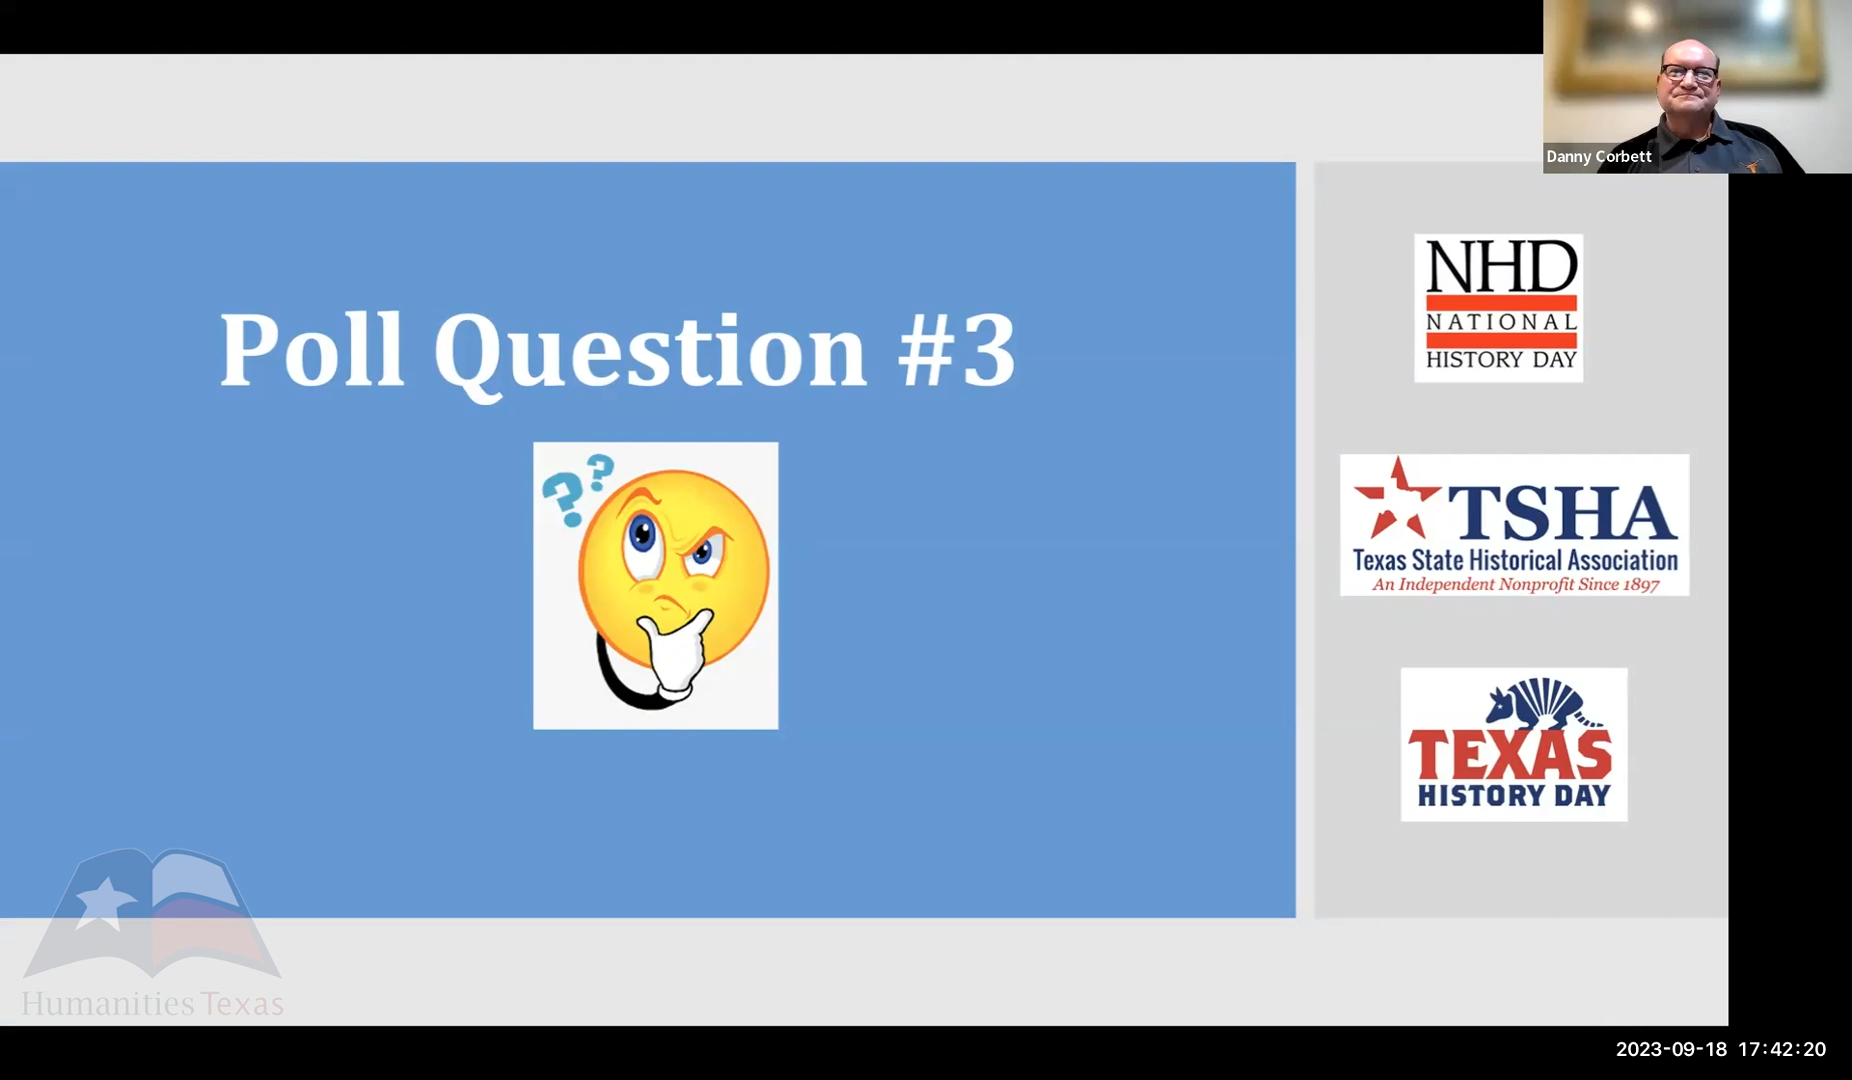 Danny Corbett
Poll Question #3
? ?
NHD
NATIONAL
HISTORY DAY
TSHA
Texas State Historical Association
An Independent Nonprofit Since 1897
TEXAS
HISTORY DAY
Humanities Texas
2023-09-18 17:42:20